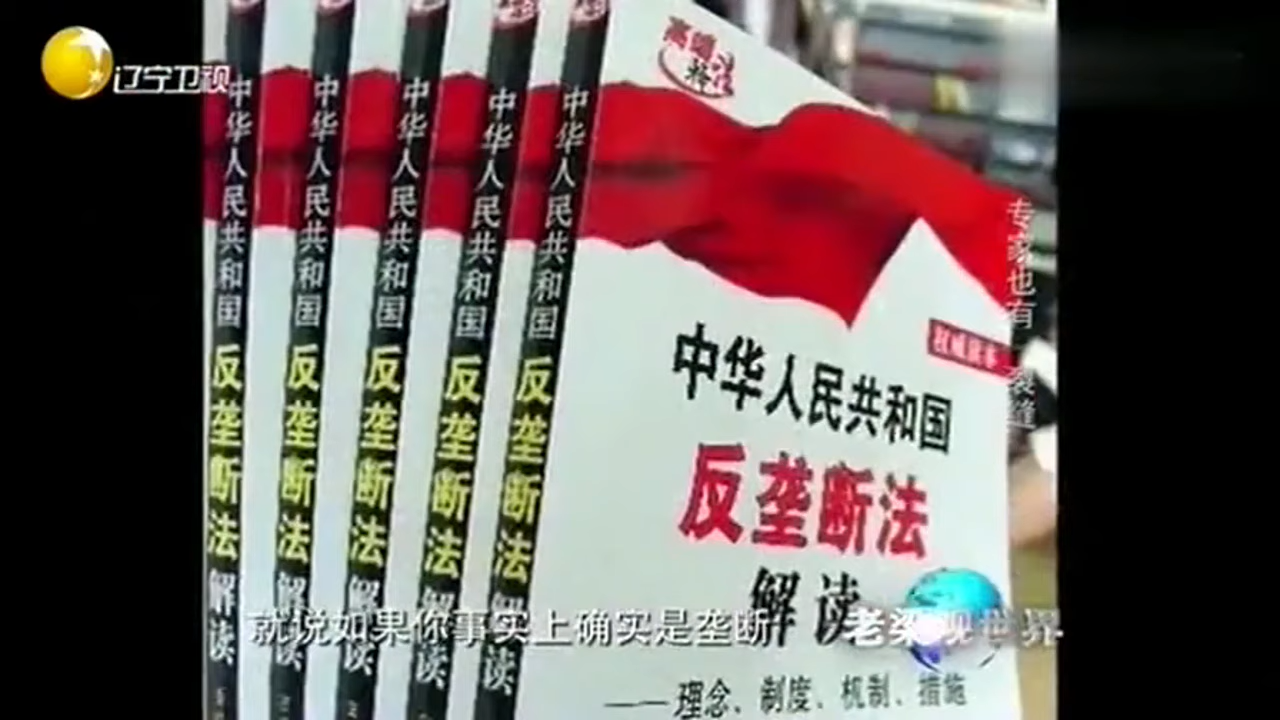 辽宁卫视
中华人民共和国反垄断法解读
中华人民共和国反垄断法解读
中华人民共和国反垄断法解读
中华人民共和国反垄断法解读
中华人民共和国反垄断法解读
高端
权威读本
中华人民共和国
反垄断法
解读
——理念、制度、机制、措施
专家也有
就说如果你事实上确实是垄断
老梁观世界